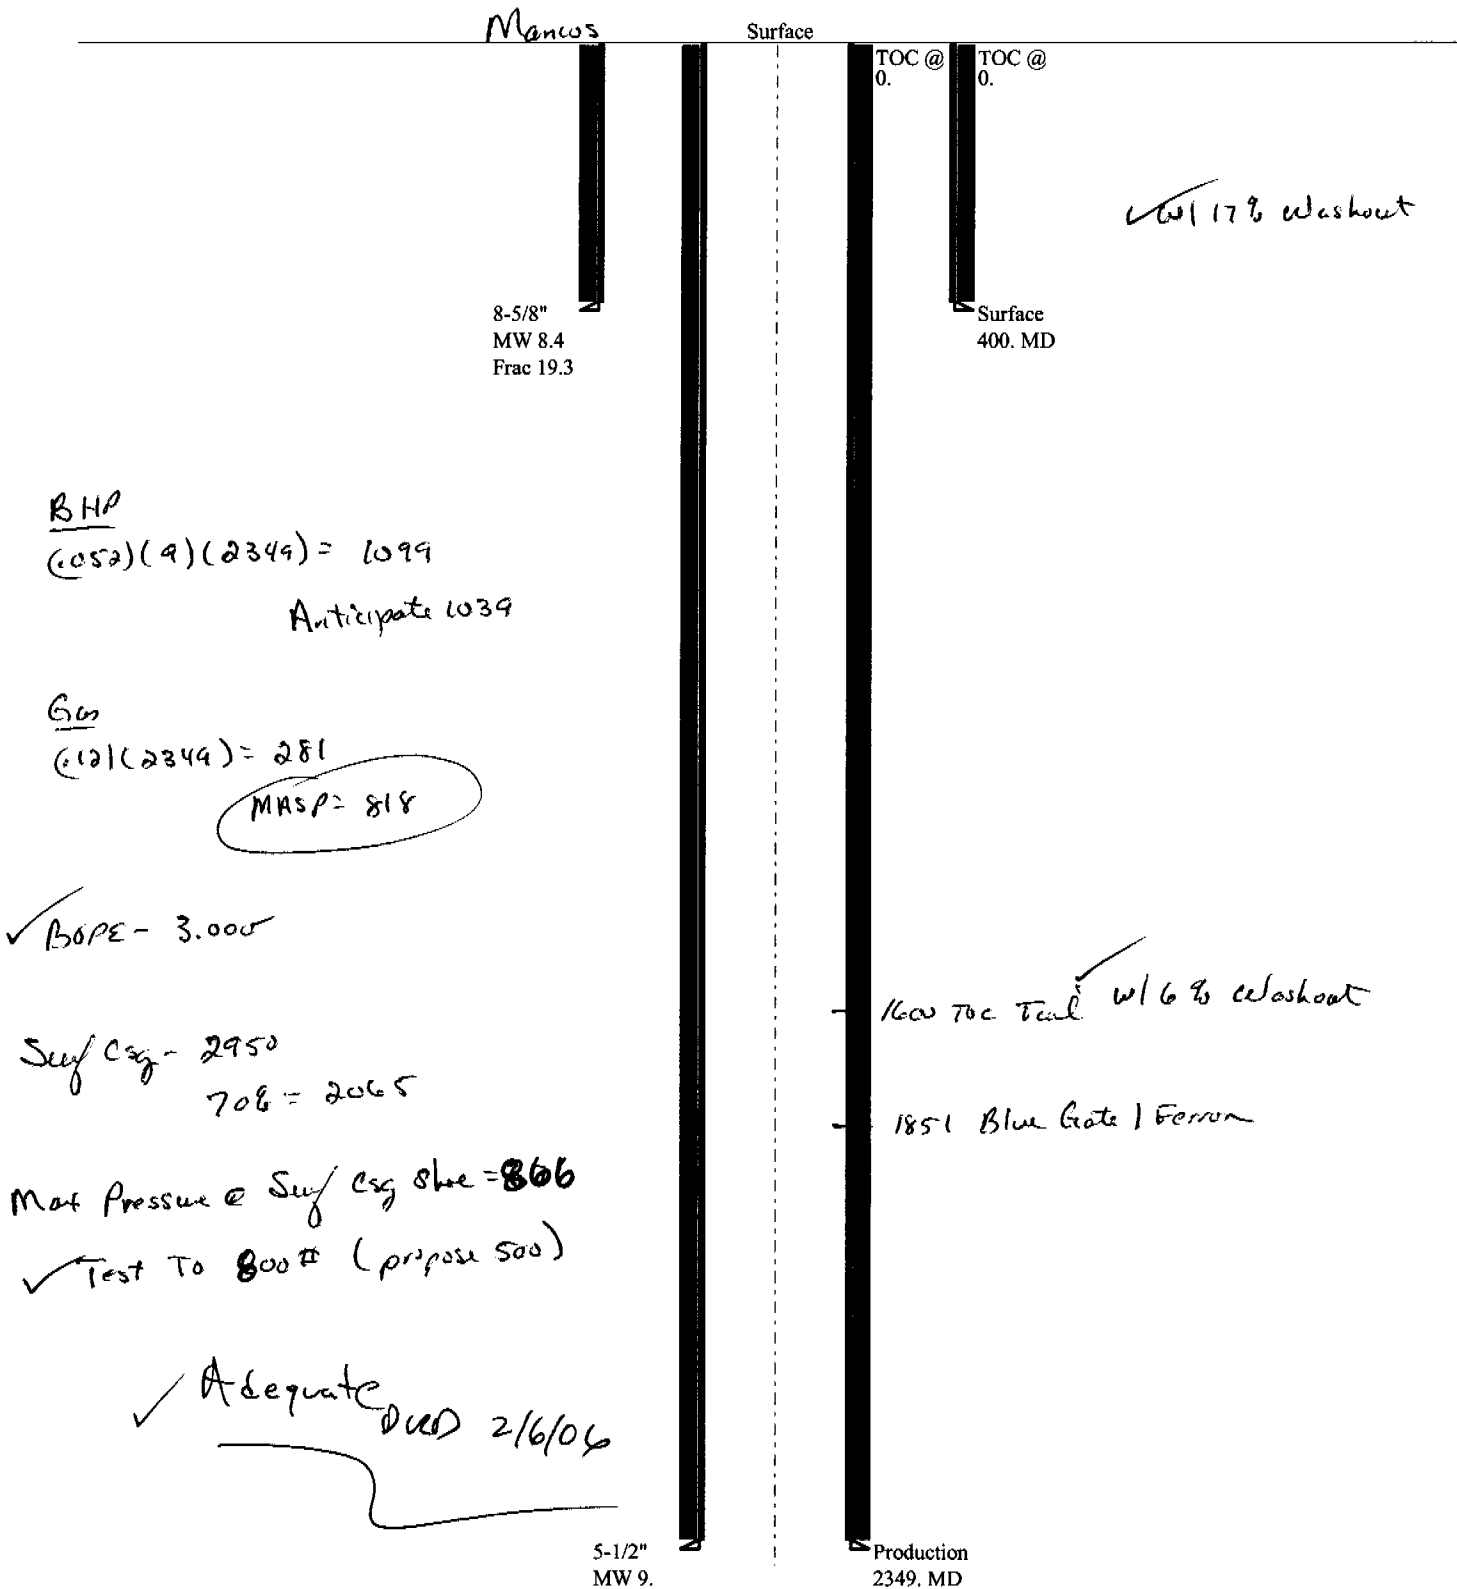 Mancos
Surface
TOC @
0.
TOC @
0.
w/ 17% washout
8-5/8"
MW 8.4
Frac 19.3
Surface
400. MD
BHP
(.052)(9)(2349)= 1099
Anticipate 1039
Gas
(.12)(2349)= 281
MASP= 818
BOPE- 3.000
1600 TOC Tail w/ 6% washout
Surf Csg- 2950
70%= 2065
1851 Blue Gate / Ferron
Max Pressure @ Surf Csg Shoe =866
Test To 800# (propose 500)
Adequate
2/6/06
5-1/2"
MW 9.
Production
2349. MD